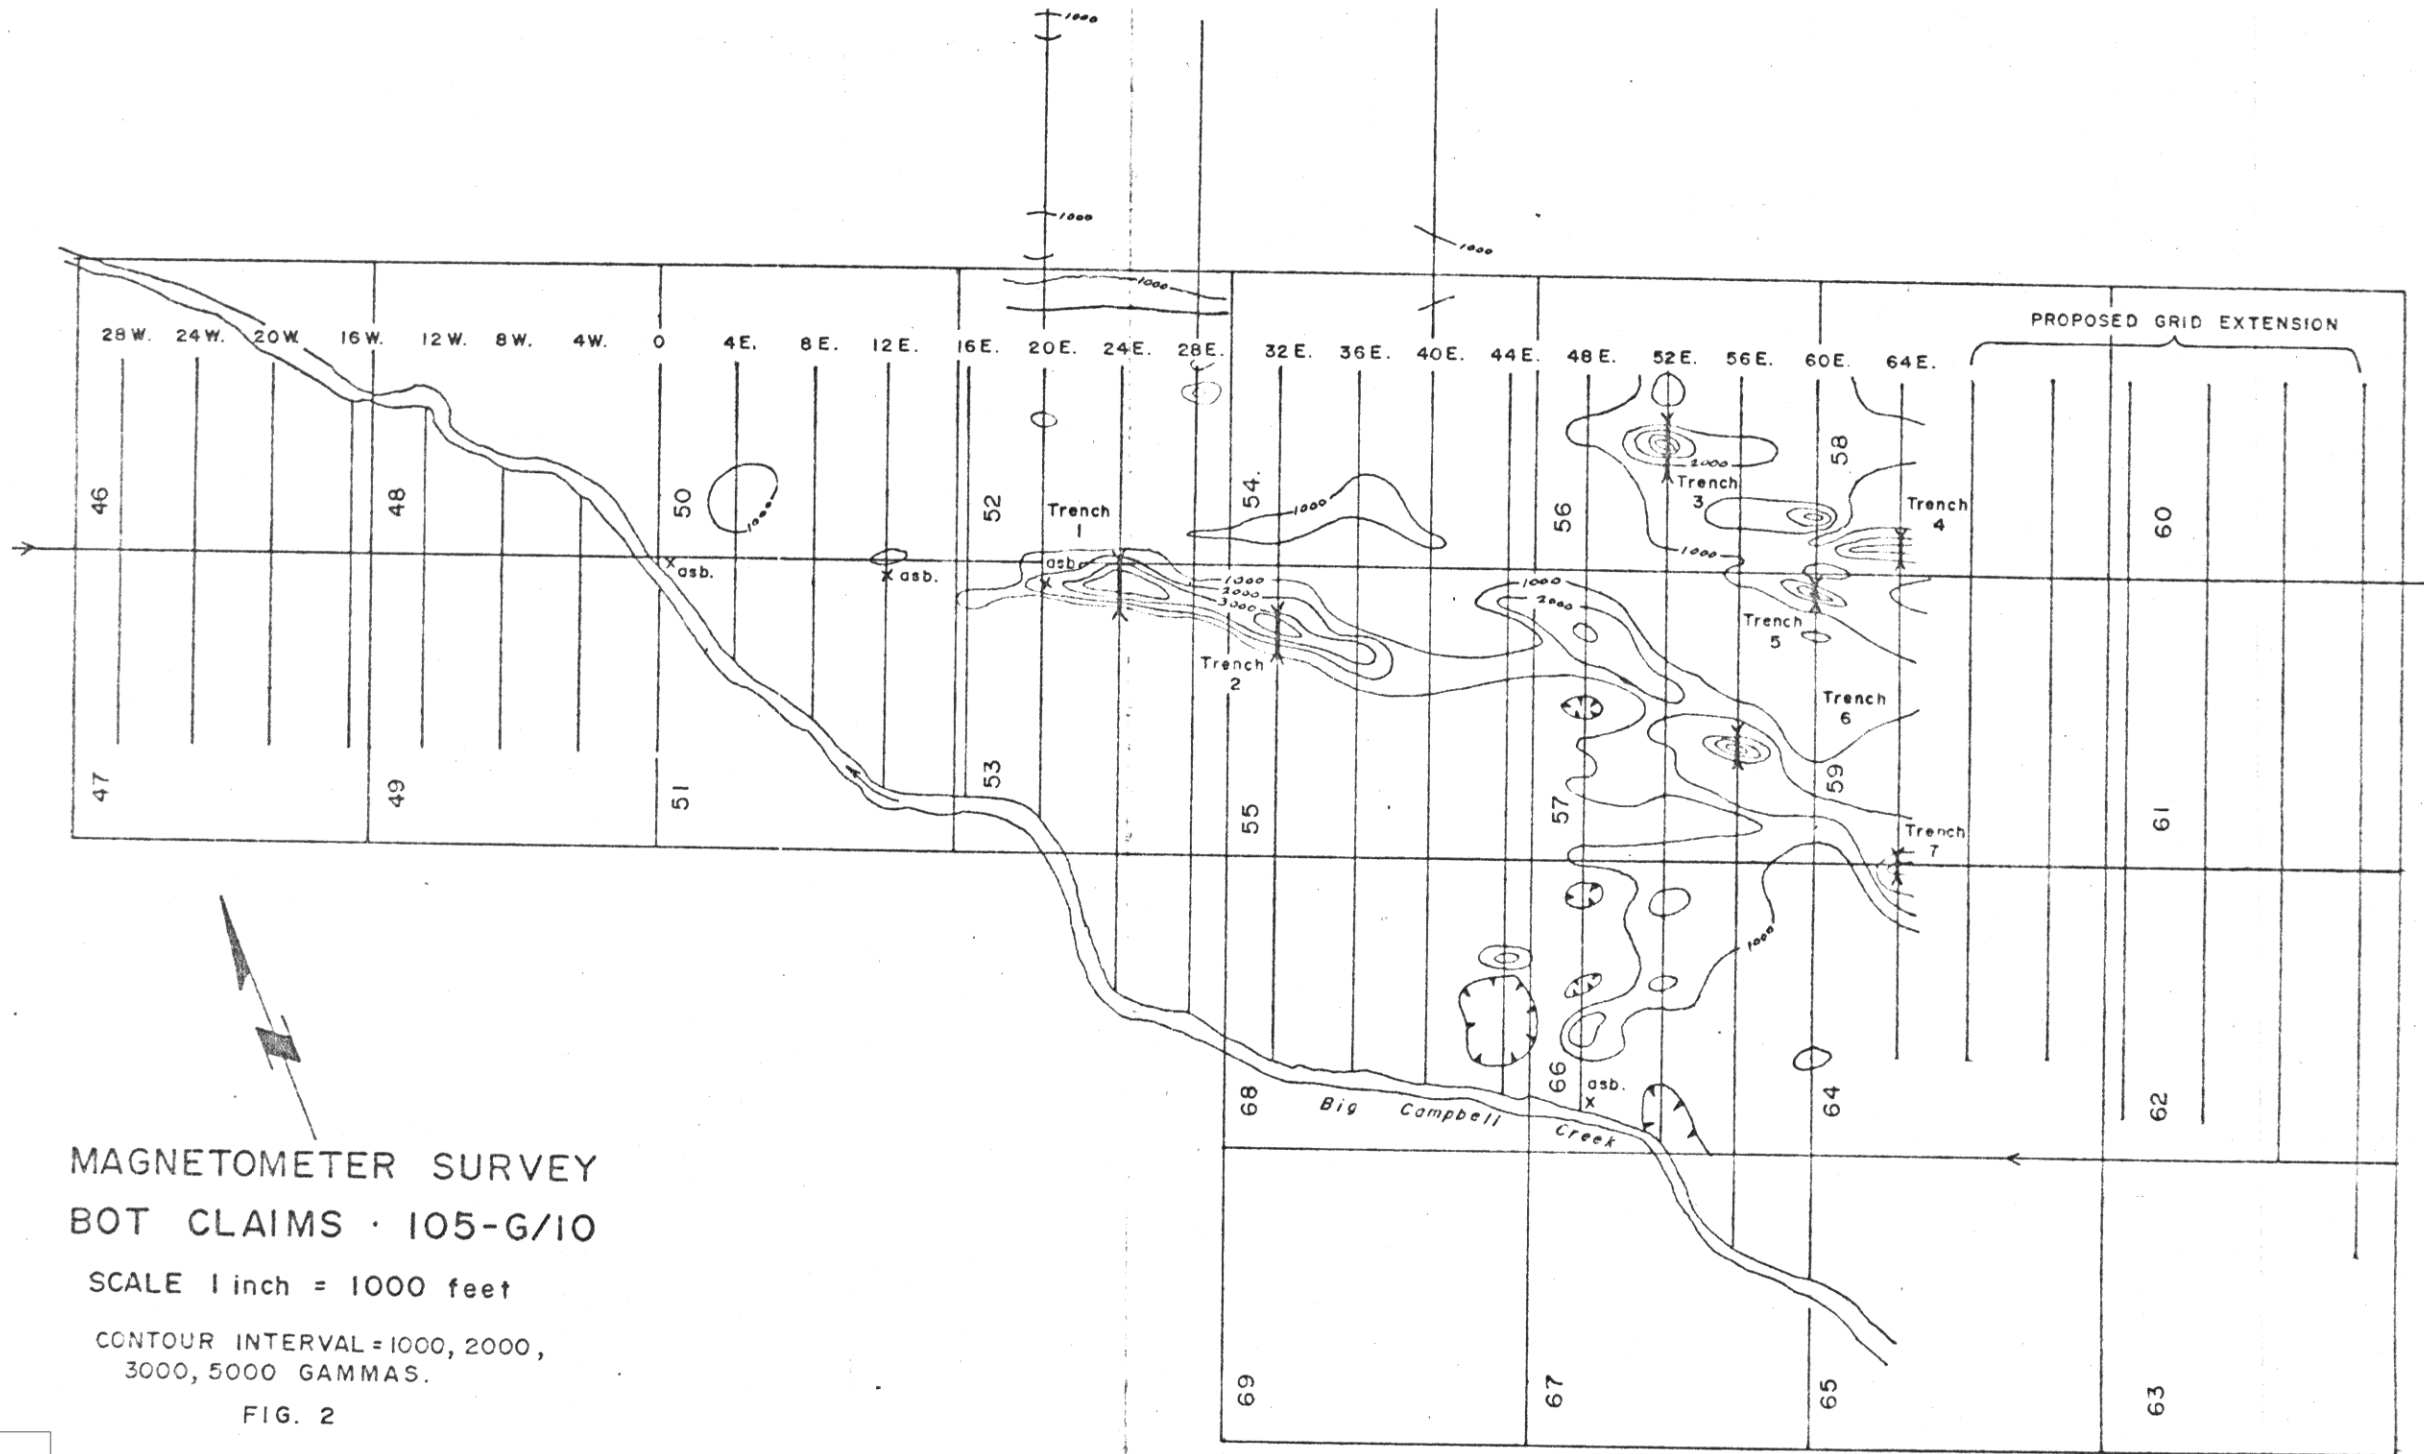 1000
1000
1000
1000
PROPOSED GRID EXTENSION
28W. 24W. 20W. 16W. 12W. 8W. 4W. 0 4E. 8E. 12E. 16E. 20E. 24E. 28E. 32E. 36E. 40E. 44E. 48E. 52E. 56E. 60E. 64E.
46 48 50 52 54. 56 58 60
1000
1000
2000
Trench
3
Trench
1
Trench
4
1000
asb.
asb.
asb.
1000
2000
3000
1000
2000
Trench
2
Trench
5
Trench
6
47 49 51 53 55 57 59 61
Trench
7
1000
68 66 64 62
asb.
Big Campbell Creek
69 67 65 63
MAGNETOMETER SURVEY
BOT CLAIMS · 105-G/10
SCALE 1 inch = 1000 feet
CONTOUR INTERVAL = 1000, 2000,
3000, 5000 GAMMAS.
FIG. 2